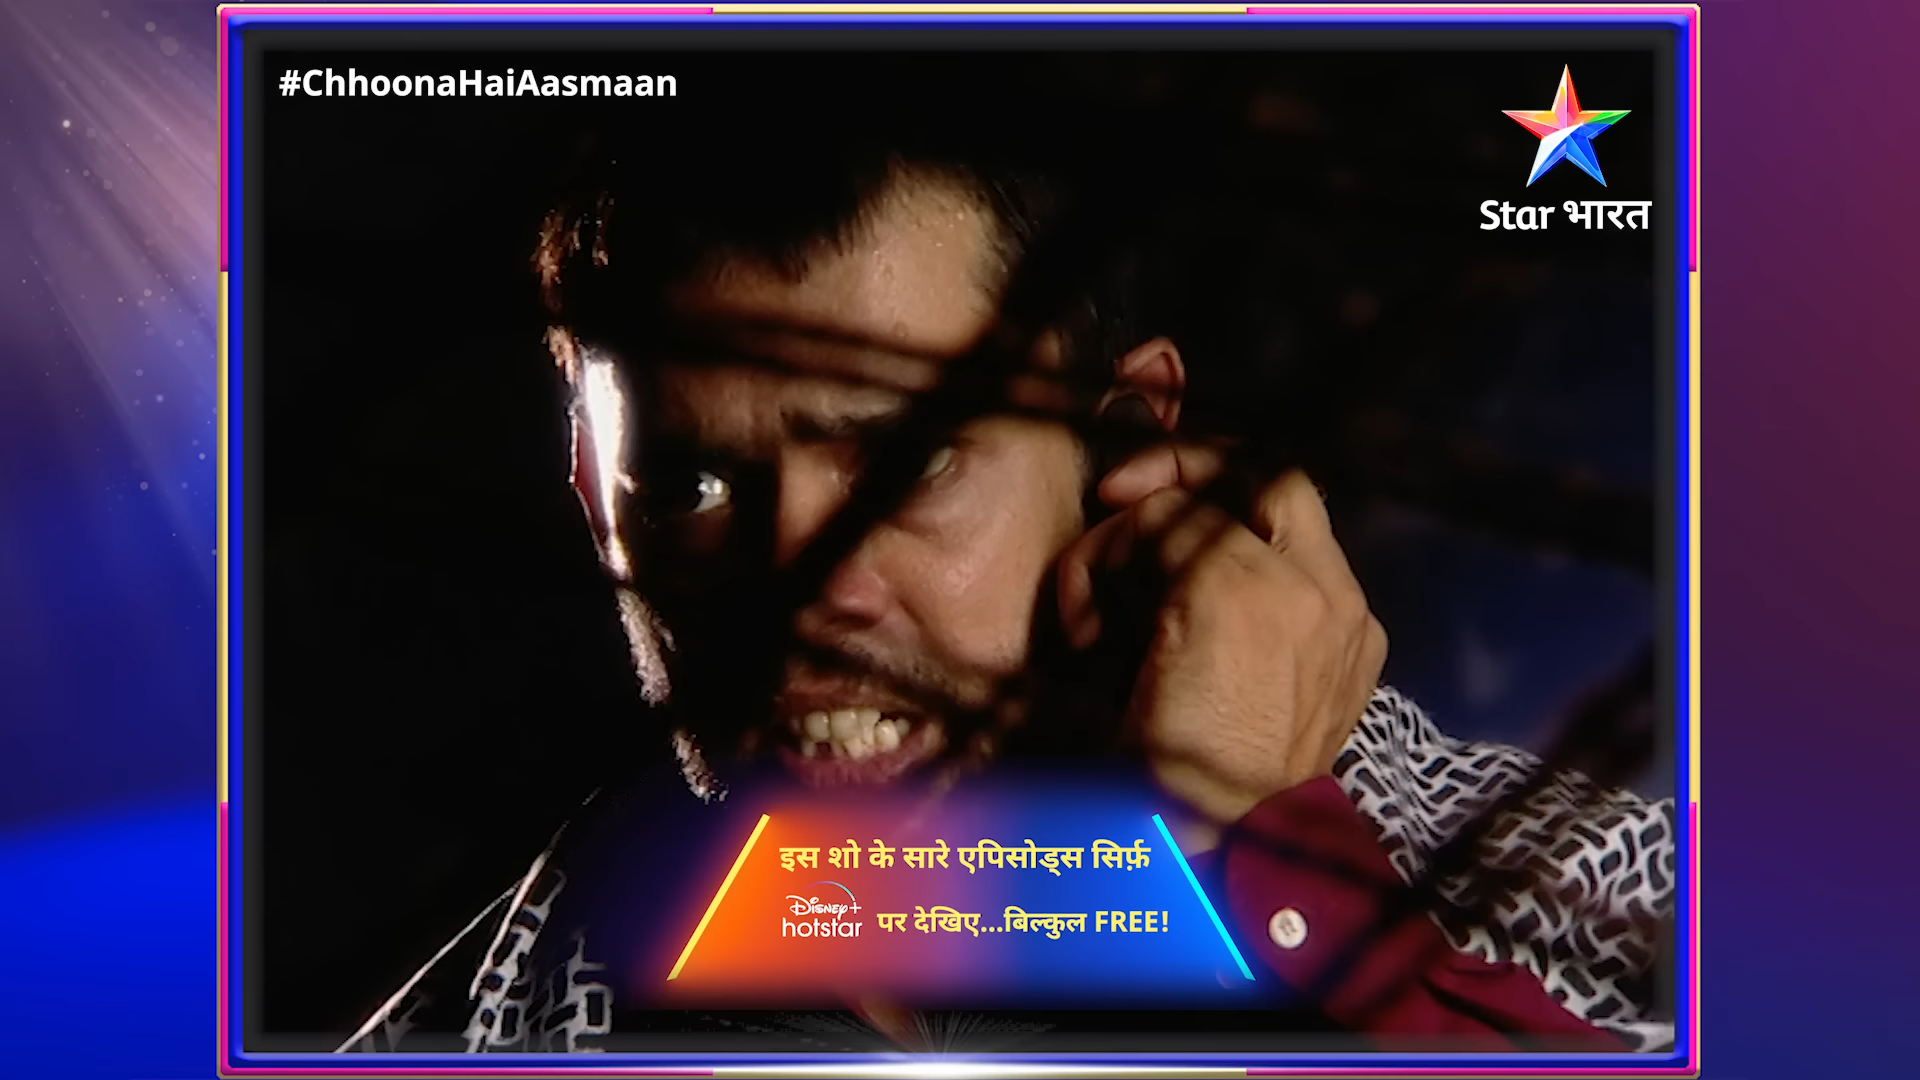 #ChhoonaHaiAasmaan
Star भारत
इस शो के सारे एपिसोड्स सिर्फ़
Disney+ hotstar पर देखिए...बिल्कुल FREE!